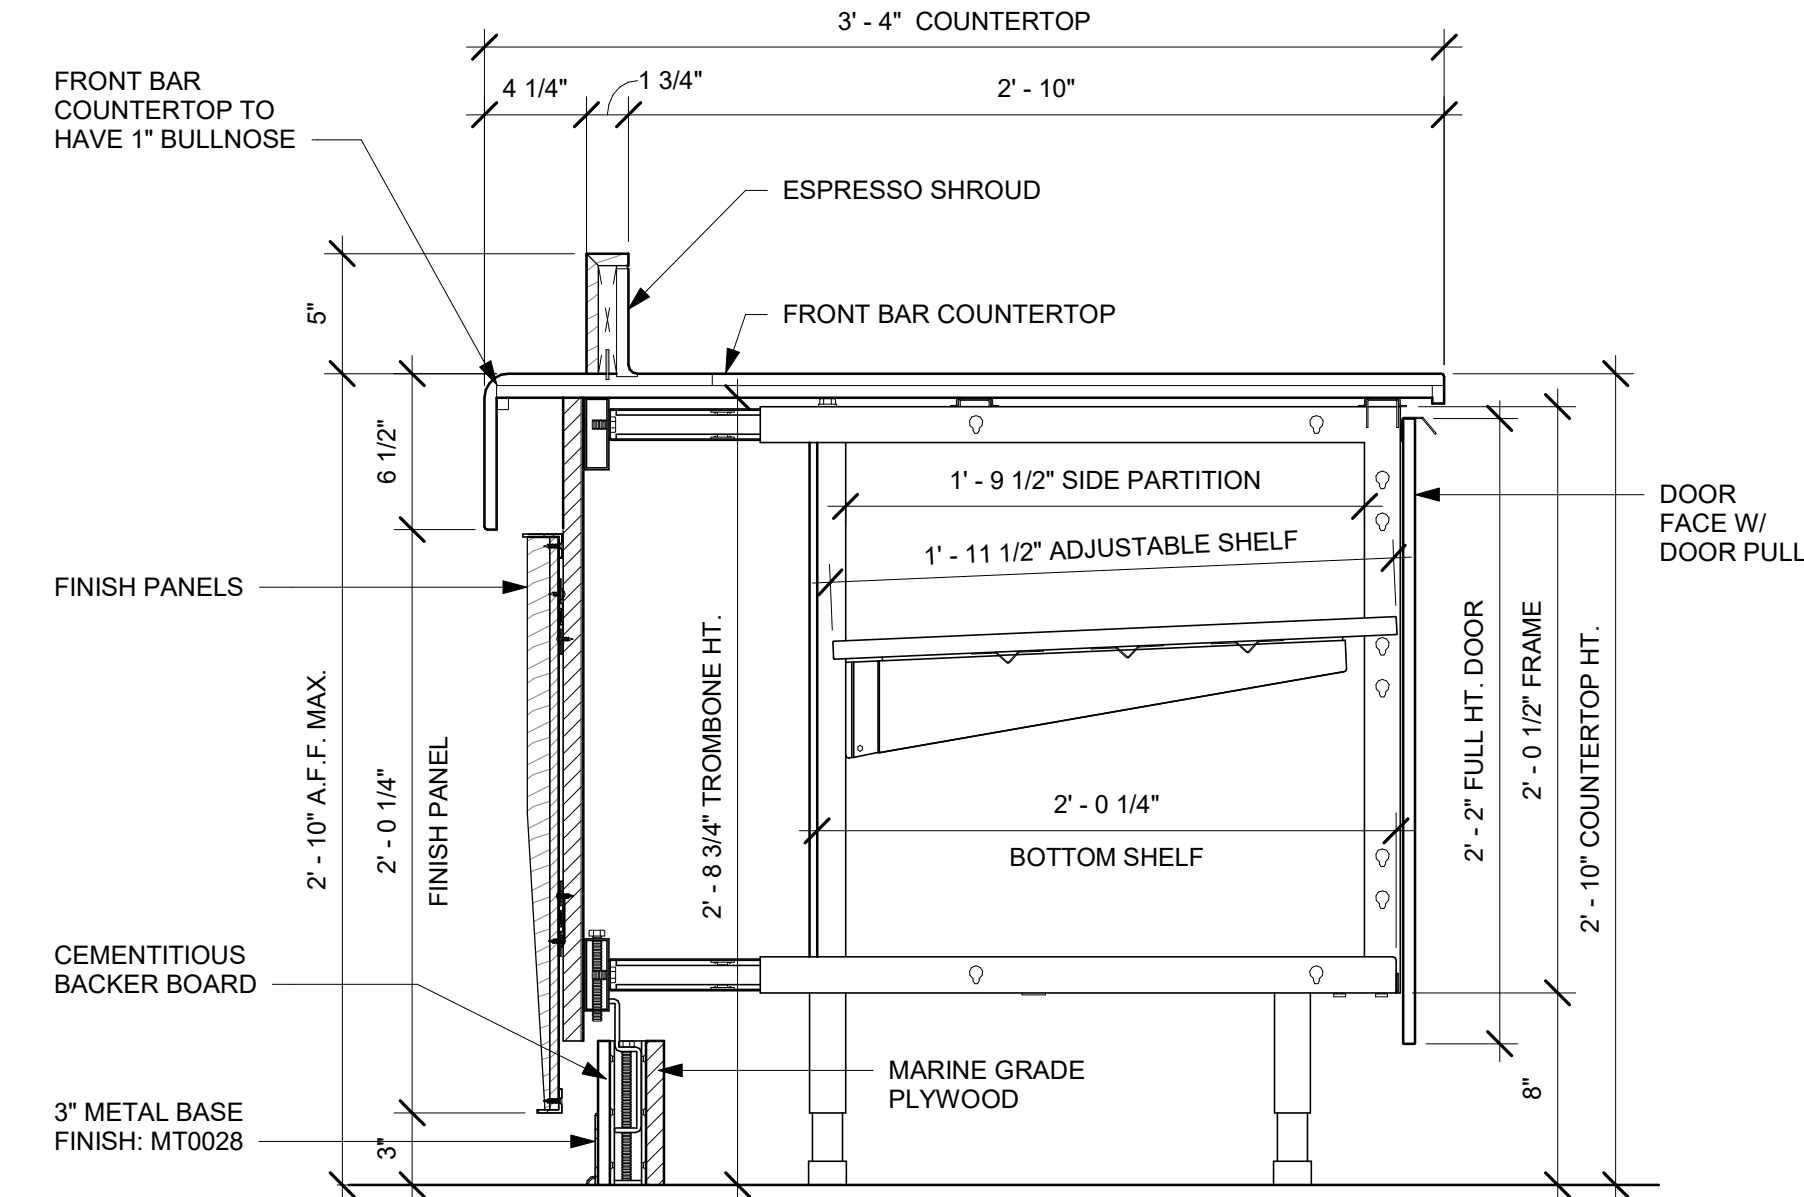 3' - 4" COUNTERTOP
4 1/4"
1 3/4"
2' - 10"
FRONT BAR
COUNTERTOP TO
HAVE 1" BULLNOSE
ESPRESSO SHROUD
FRONT BAR COUNTERTOP
5"
6 1/2"
1' - 9 1/2" SIDE PARTITION
1' - 11 1/2" ADJUSTABLE SHELF
DOOR
FACE W/
DOOR PULL
FINISH PANELS
2' - 10" A.F.F. MAX.
2' - 0 1/4"
FINISH PANEL
2' - 8 3/4" TROMBONE HT.
2' - 0 1/4"
BOTTOM SHELF
2' - 2" FULL HT. DOOR
2' - 0 1/2" FRAME
2' - 10" COUNTERTOP HT.
CEMENTITIOUS
BACKER BOARD
MARINE GRADE
PLYWOOD
8"
3" METAL BASE
FINISH: MT0028
3"